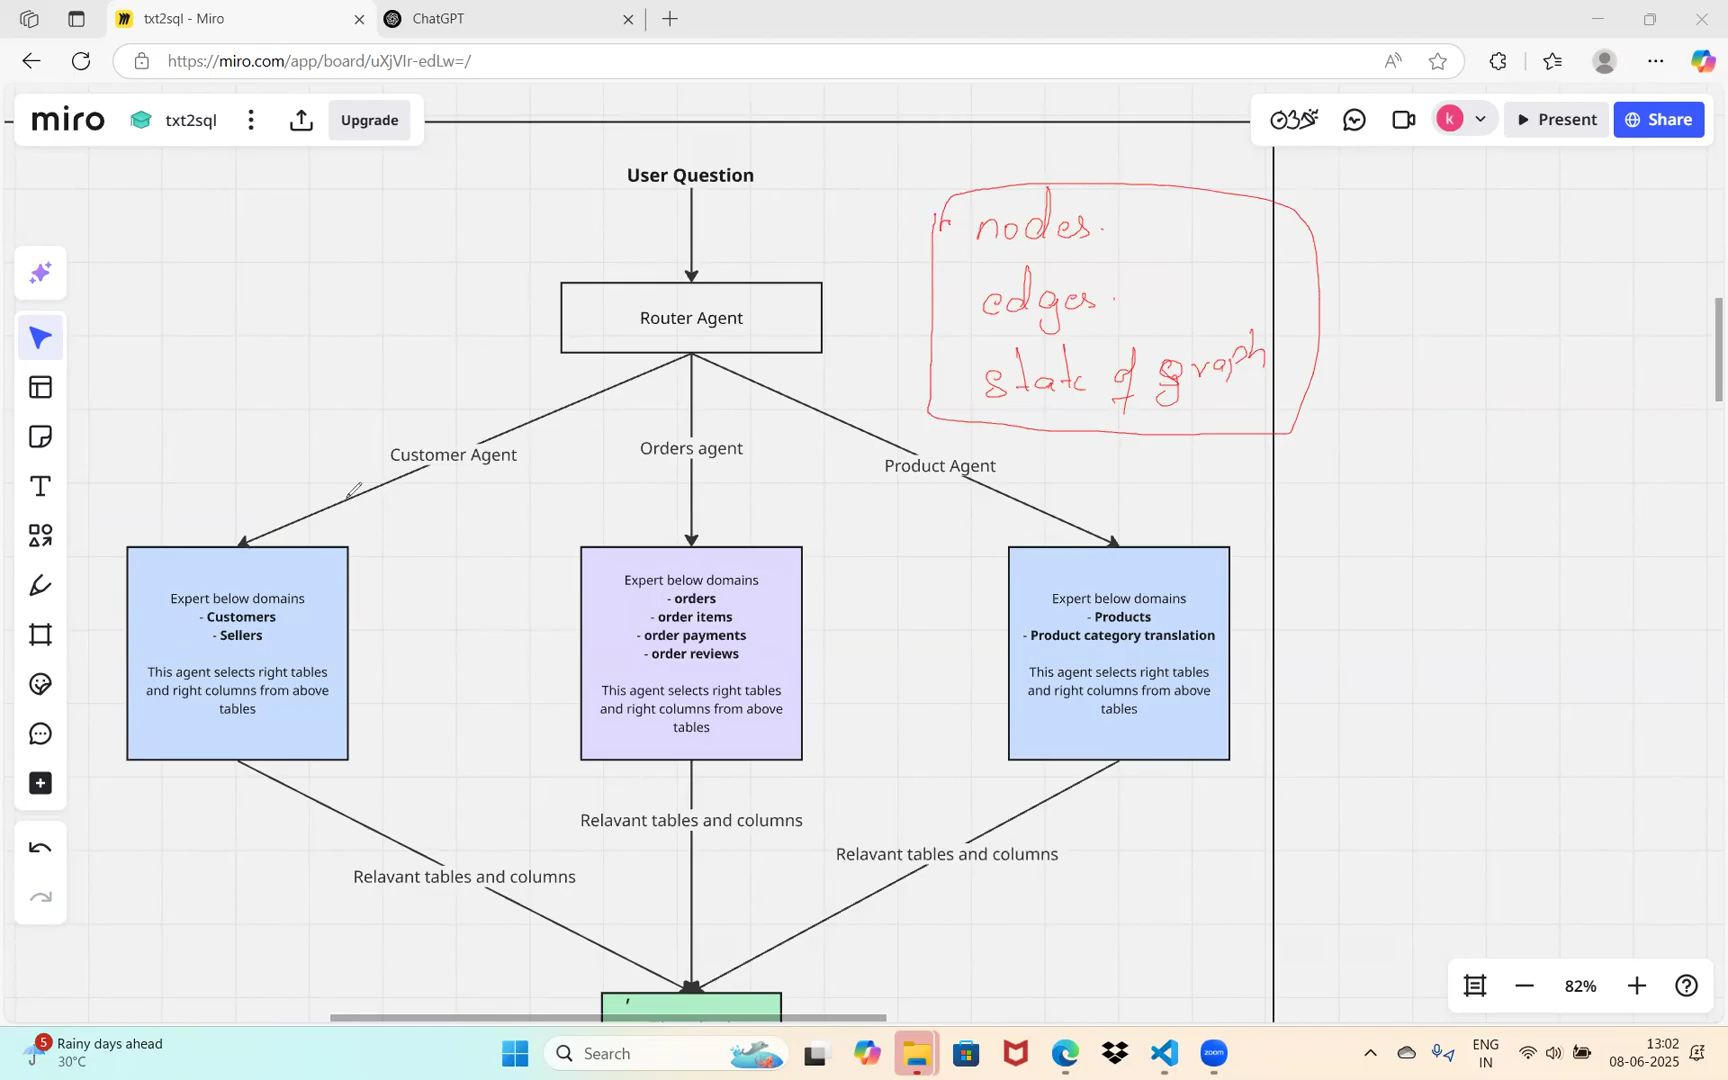 txt2sql - Miro
ChatGPT
https://miro.com/app/board/uXjVIr-edLw=/
miro
txt2sql
Upgrade
k
Present
Share
User Question
Router Agent
nodes.
edges.
state of graph
Customer Agent
Orders agent
Product Agent
Expert below domains
- Customers
- Sellers
This agent selects right tables
and right columns from above
tables
Expert below domains
- orders
- order items
- order payments
- order reviews
This agent selects right tables
and right columns from above
tables
Expert below domains
- Products
- Product category translation
This agent selects right tables
and right columns from above
tables
Relavant tables and columns
Relavant tables and columns
Relavant tables and columns
82%
5
Rainy days ahead
30°C
Search
zoom
ENG
IN
13:02
08-06-2025